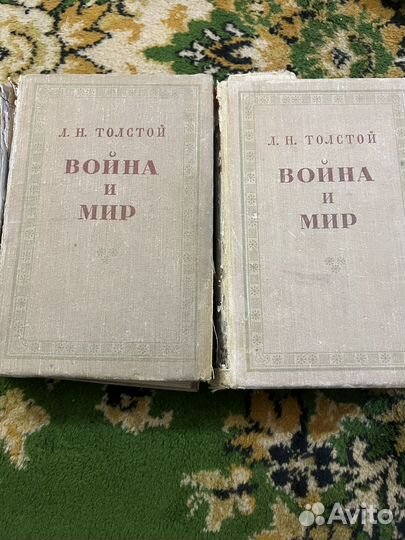 Л. Н. ТОЛСТОЙ
ВОЙНА
И
МИР
Л. Н. ТОЛСТОЙ
ВОЙНА
И
МИР
Avito